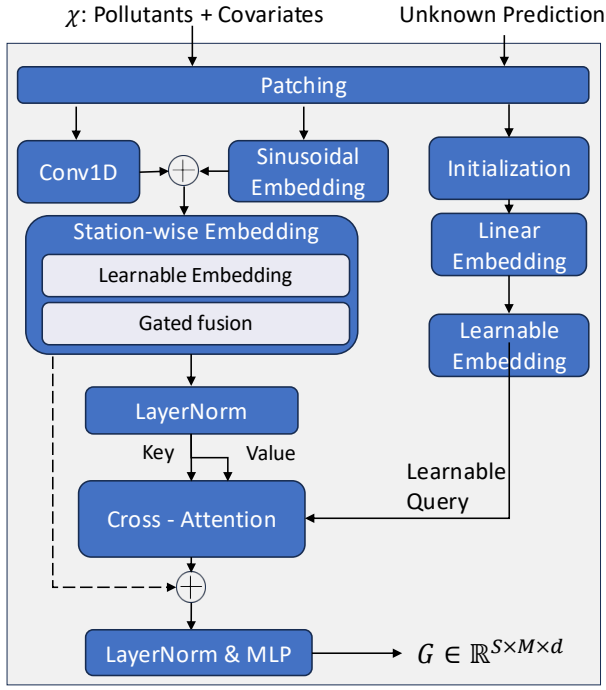 χ: Pollutants + Covariates
Unknown Prediction
Patching
Conv1D
Sinusoidal
Embedding
Initialization
Station-wise Embedding
Learnable Embedding
Gated fusion
Linear
Embedding
Learnable
Embedding
LayerNorm
Key
Value
Learnable
Query
Cross - Attention
LayerNorm & MLP
G ∈ ℝ^{S×M×d}